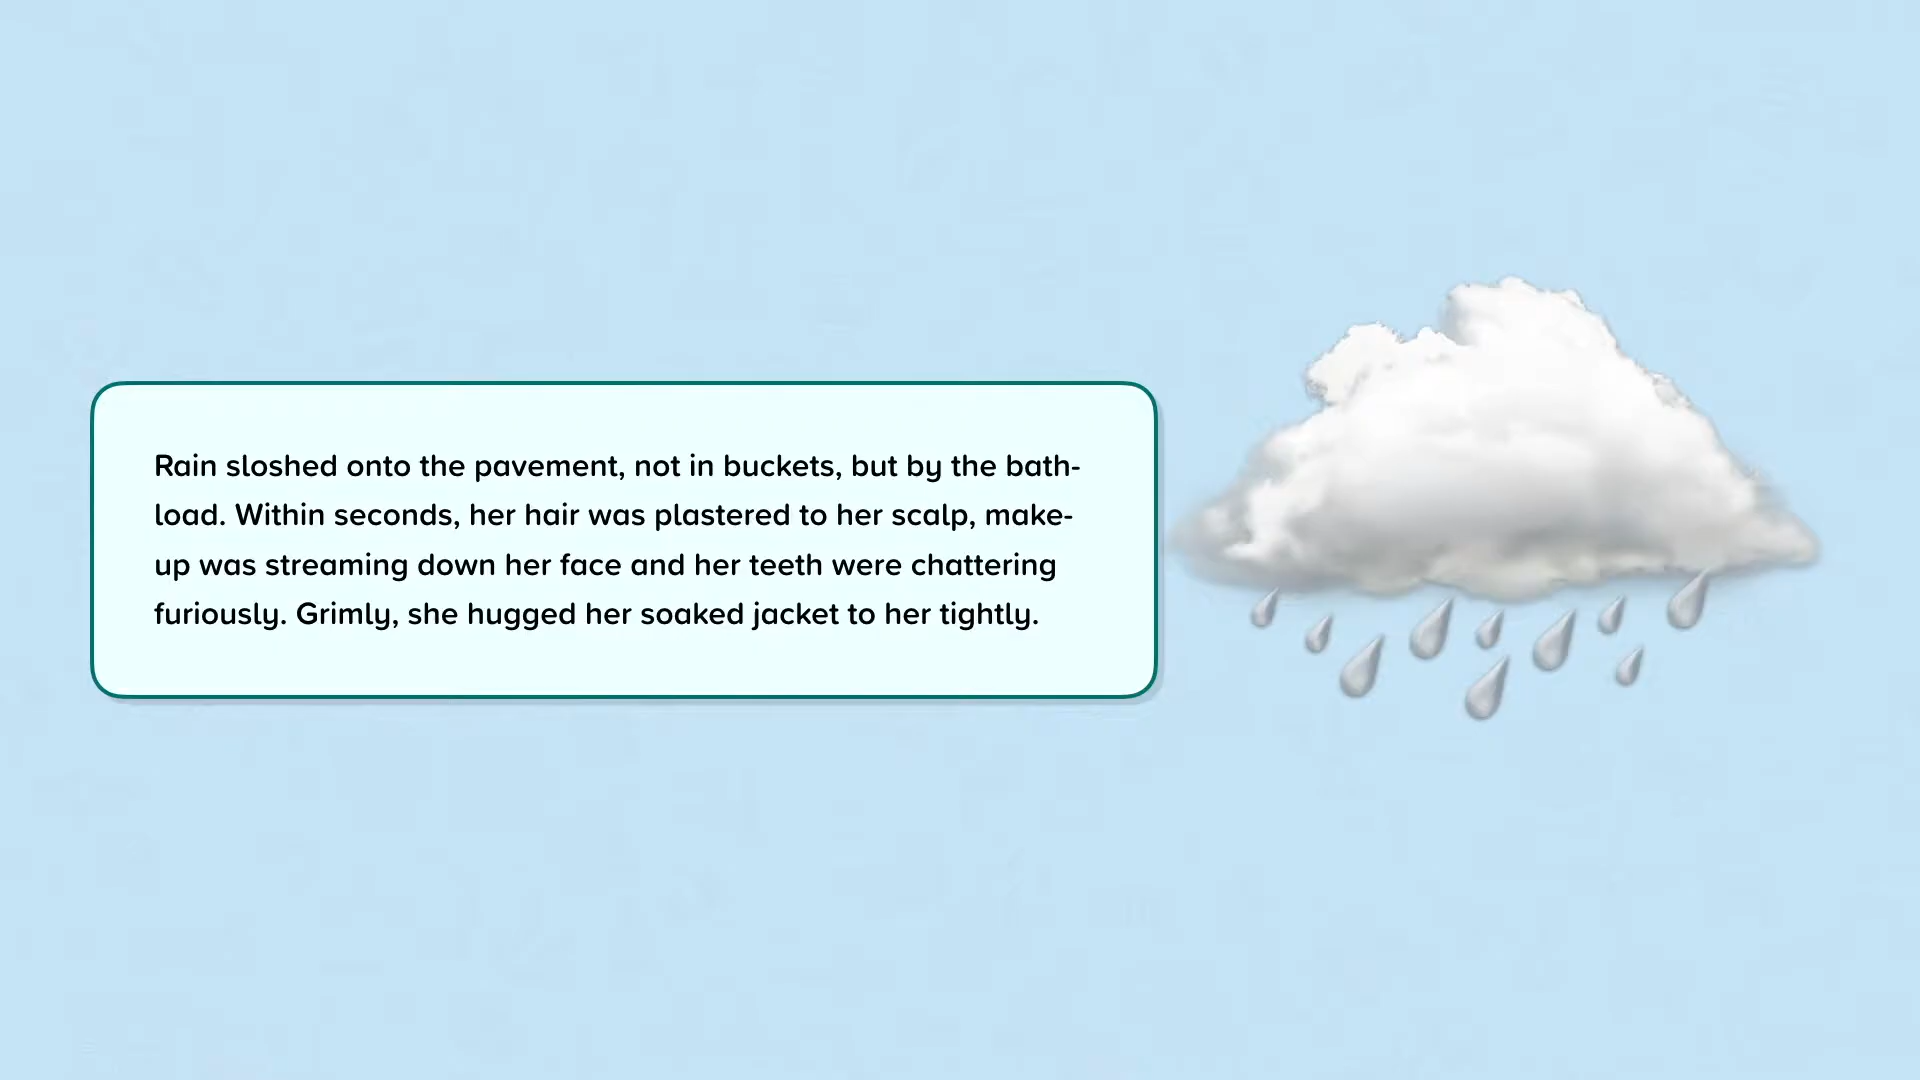 Rain sloshed onto the pavement, not in buckets, but by the bath-
load. Within seconds, her hair was plastered to her scalp, make-
up was streaming down her face and her teeth were chattering
furiously. Grimly, she hugged her soaked jacket to her tightly.